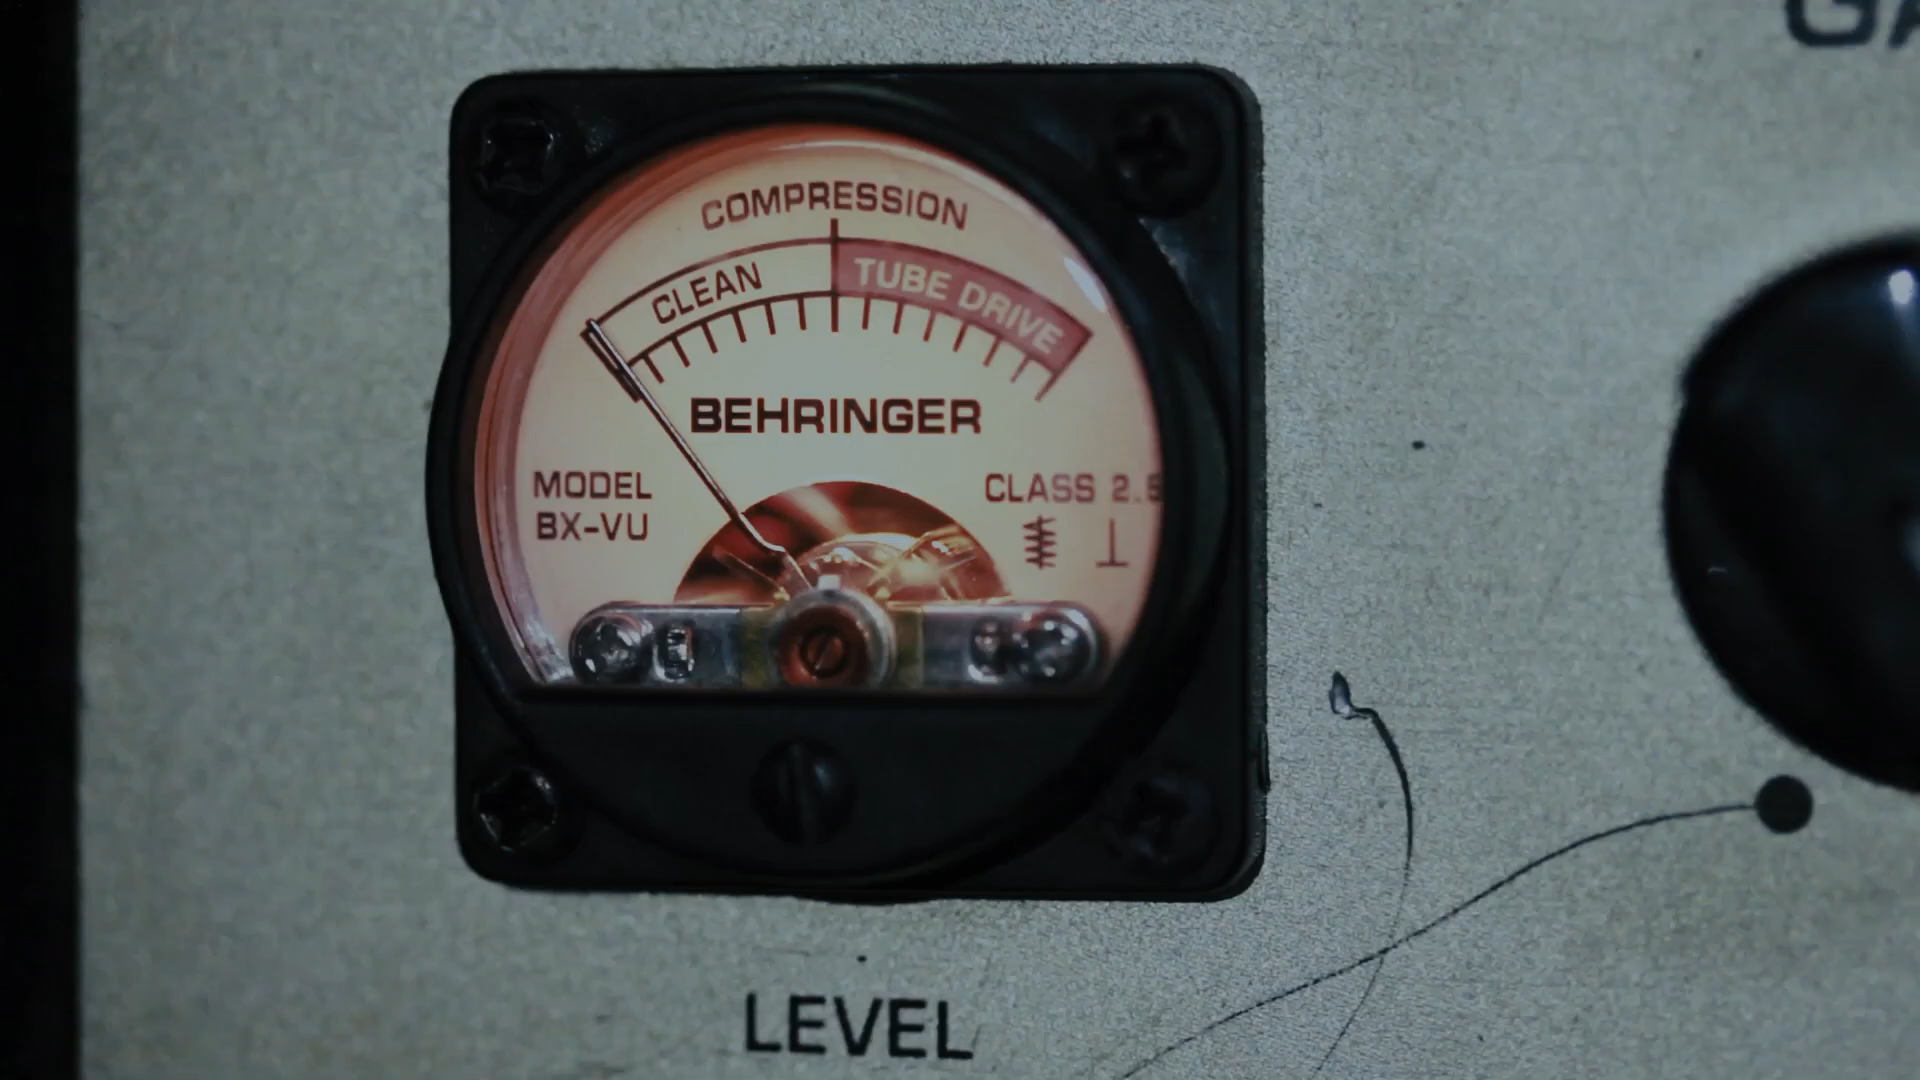 COMPRESSION
CLEAN TUBE DRIVE
BEHRINGER
MODEL
BX-VU
CLASS 2.5
LEVEL